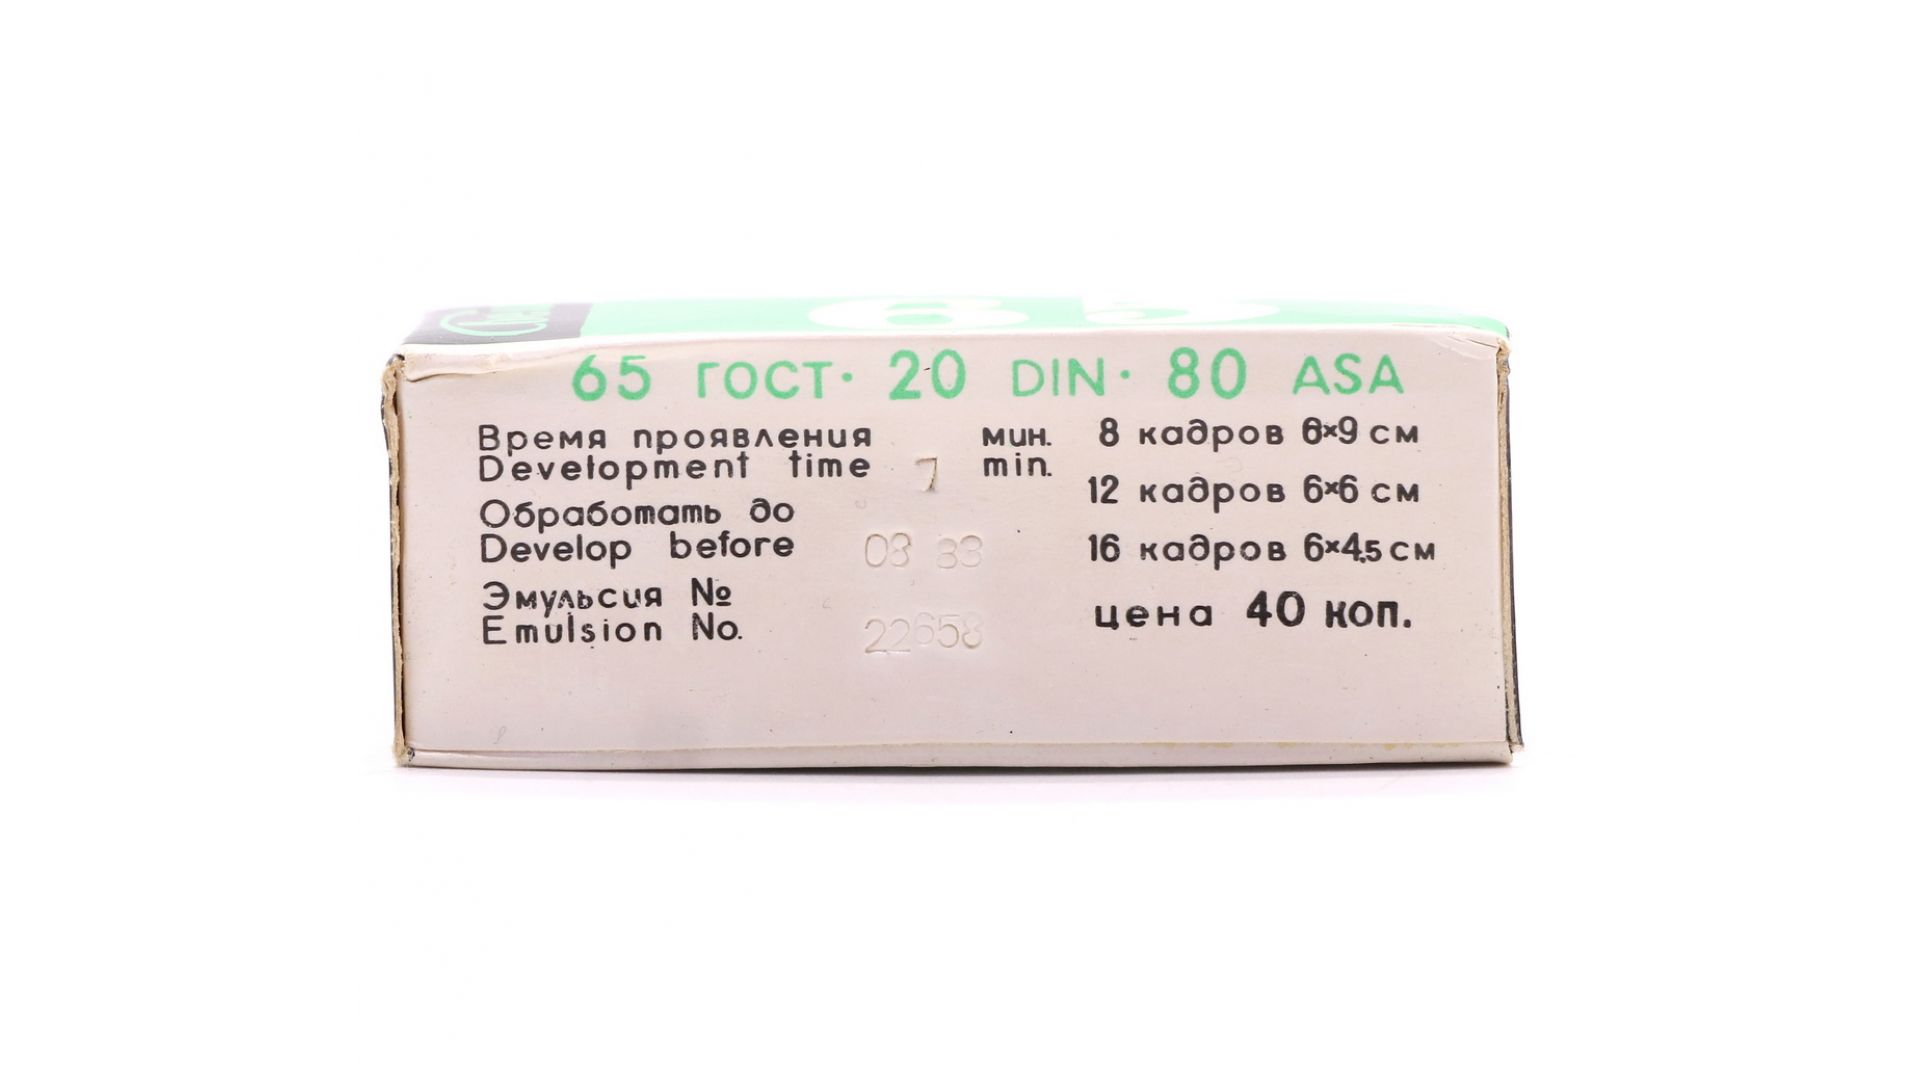 65
65 ГОСТ · 20 DIN · 80 ASA
Время проявления мин.
Development time 7 min.
Обработать до
Develop before 08 83
Эмульсия №
Emulsion No. 22658
8 кадров 6×9 см
12 кадров 6×6 см
16 кадров 6×4,5 см
цена 40 коп.